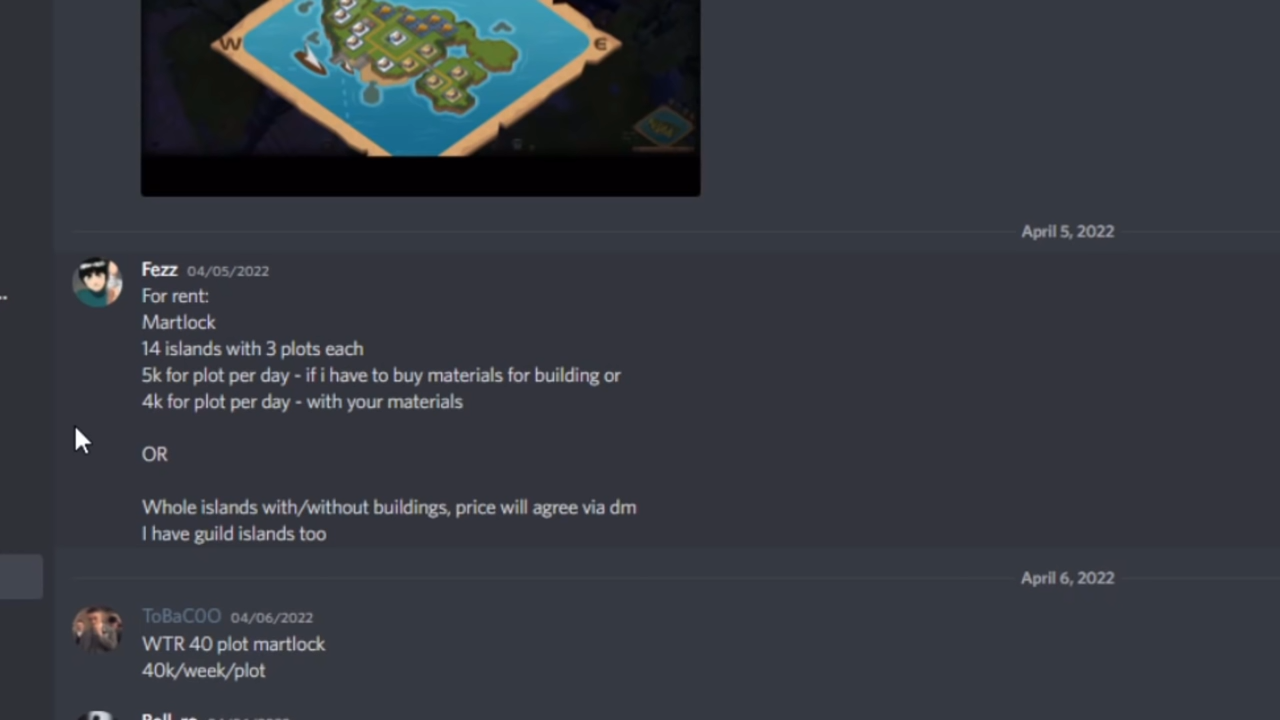 W
E
April 5, 2022
Fezz 04/05/2022
For rent:
Martlock
14 islands with 3 plots each
5k for plot per day - if i have to buy materials for building or
4k for plot per day - with your materials
OR
Whole islands with/without buildings, price will agree via dm
I have guild islands too
April 6, 2022
ToBaC0O 04/06/2022
WTR 40 plot martlock
40k/week/plot